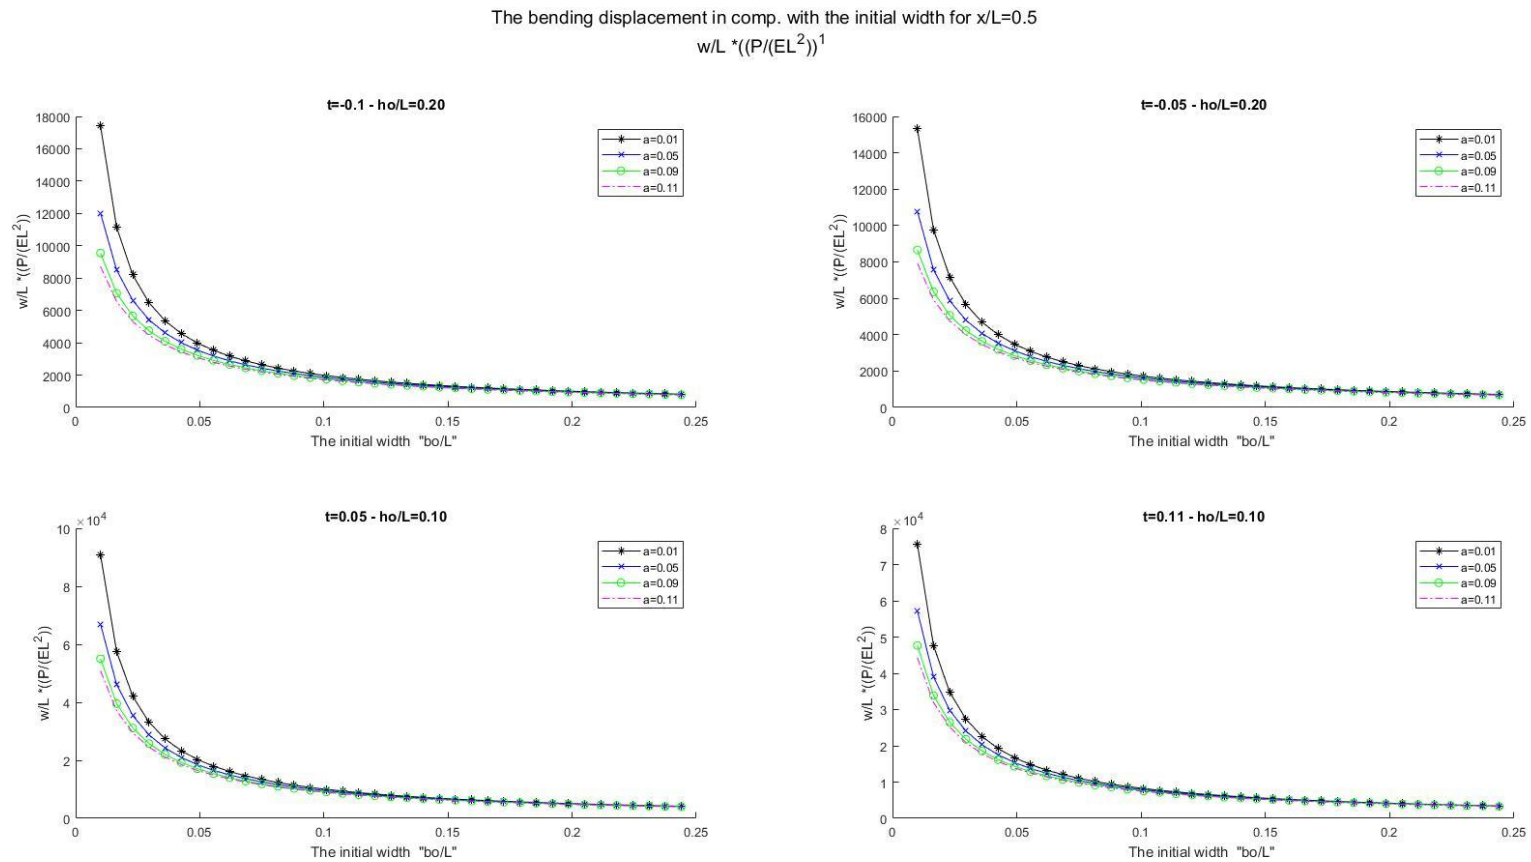 The bending displacement in comp. with the initial width for x/L=0.5
w/L *((P/(EL²))¹
t=-0.1 - ho/L=0.20
18000
16000
14000
12000
10000
8000
6000
4000
2000
0
w/L *((P/(EL²))
a=0.01
a=0.05
a=0.09
a=0.11
0 0.05 0.1 0.15 0.2 0.25
The initial width "bo/L"
t=-0.05 - ho/L=0.20
16000
14000
12000
10000
8000
6000
4000
2000
0
w/L *((P/(EL²))
a=0.01
a=0.05
a=0.09
a=0.11
0 0.05 0.1 0.15 0.2 0.25
The initial width "bo/L"
t=0.05 - ho/L=0.10
×10⁴
10
8
6
4
2
0
w/L *((P/(EL²))
a=0.01
a=0.05
a=0.09
a=0.11
0 0.05 0.1 0.15 0.2 0.25
The initial width "bo/L"
t=0.11 - ho/L=0.10
×10⁴
8
7
6
5
4
3
2
1
0
w/L *((P/(EL²))
a=0.01
a=0.05
a=0.09
a=0.11
0 0.05 0.1 0.15 0.2 0.25
The initial width "bo/L"